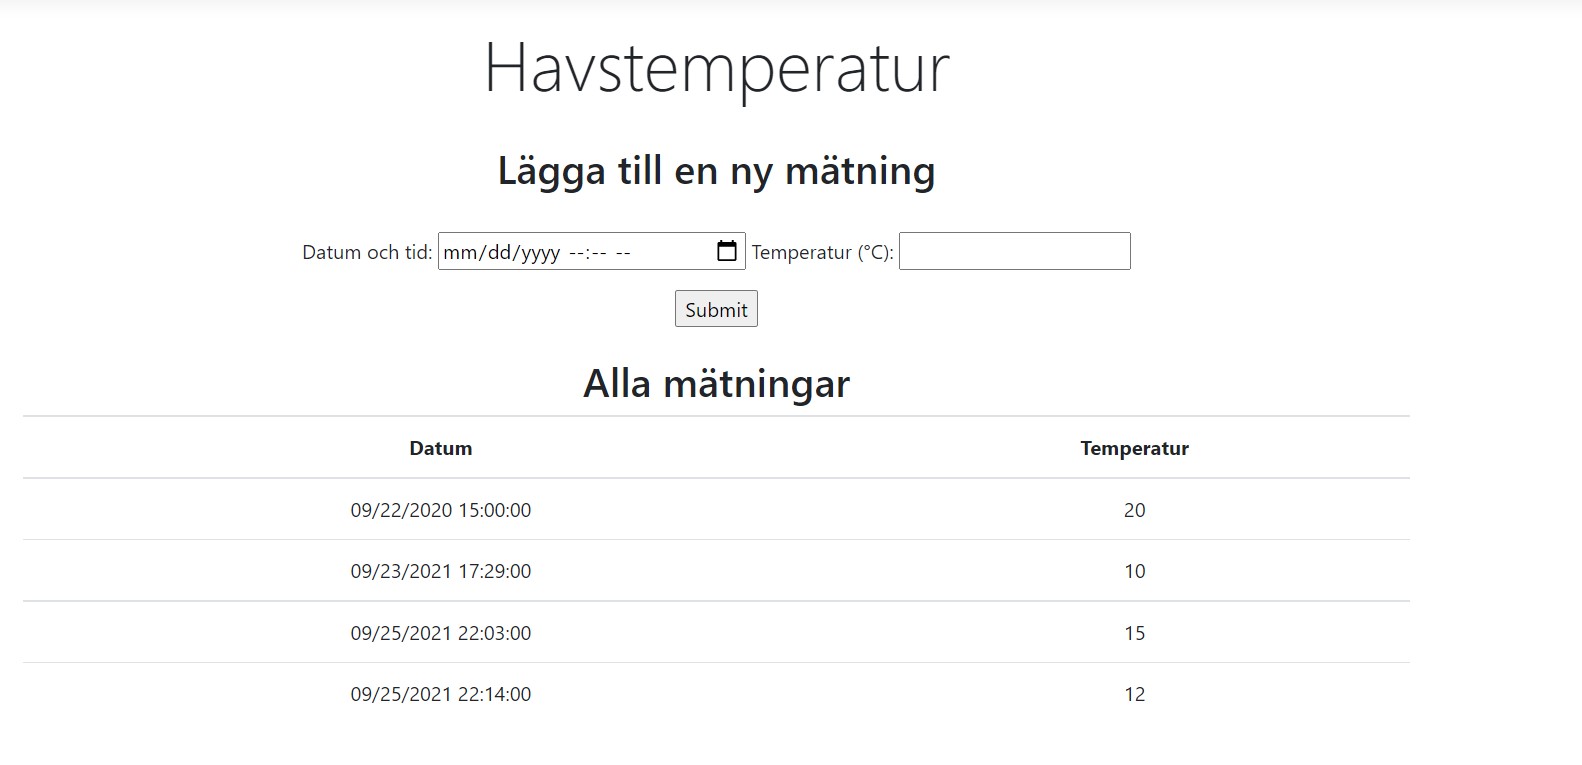 Havstemperatur
Lägga till en ny mätning
Datum och tid: mm/dd/yyyy --:-- -- Temperatur (°C):
Submit
Alla mätningar
Datum Temperatur
09/22/2020 15:00:00 20
09/23/2021 17:29:00 10
09/25/2021 22:03:00 15
09/25/2021 22:14:00 12